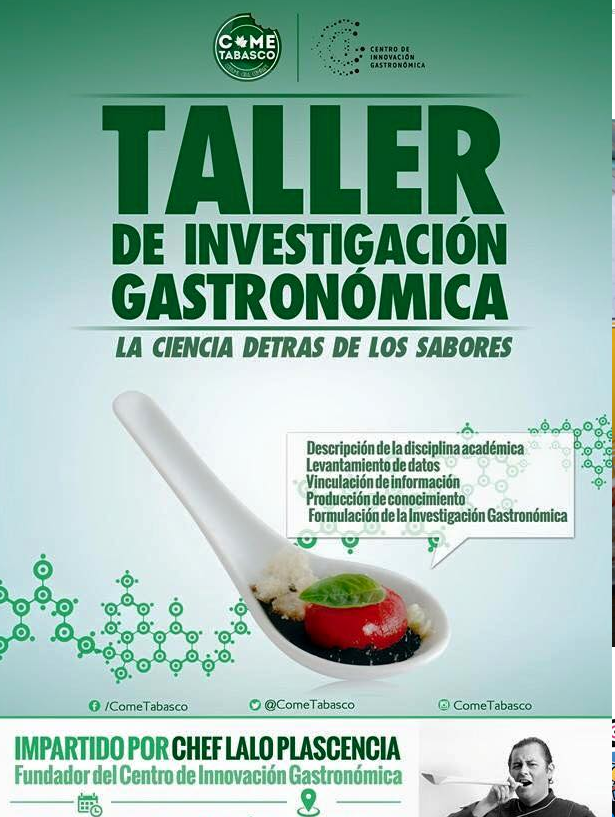 COME
TABASCO
CENTRO DE
INNOVACIÓN
GASTRONÓMICA
TALLER
DE INVESTIGACIÓN
GASTRONÓMICA
LA CIENCIA DETRAS DE LOS SABORES
Descripción de la disciplina académica
Levantamiento de datos
Vinculación de información
Producción de conocimiento
Formulación de la Investigación Gastronómica
/ComeTabasco
@ComeTabasco
ComeTabasco
IMPARTIDO POR CHEF LALO PLASCENCIA
Fundador del Centro de Innovación Gastronómica